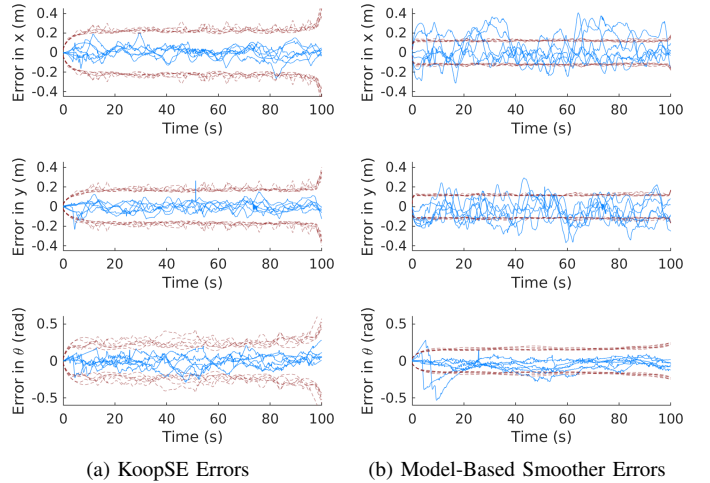 0.4
0.2
0
-0.2
-0.4
Error in x (m)
0 20 40 60 80 100
Time (s)
0.4
0.2
0
-0.2
-0.4
Error in x (m)
0 20 40 60 80 100
Time (s)
0.4
0.2
0
-0.2
-0.4
Error in y (m)
0 20 40 60 80 100
Time (s)
0.4
0.2
0
-0.2
-0.4
Error in y (m)
0 20 40 60 80 100
Time (s)
0.5
0
-0.5
Error in θ (rad)
0 20 40 60 80 100
Time (s)
0.5
0
-0.5
Error in θ (rad)
0 20 40 60 80 100
Time (s)
(a) KoopSE Errors
(b) Model-Based Smoother Errors